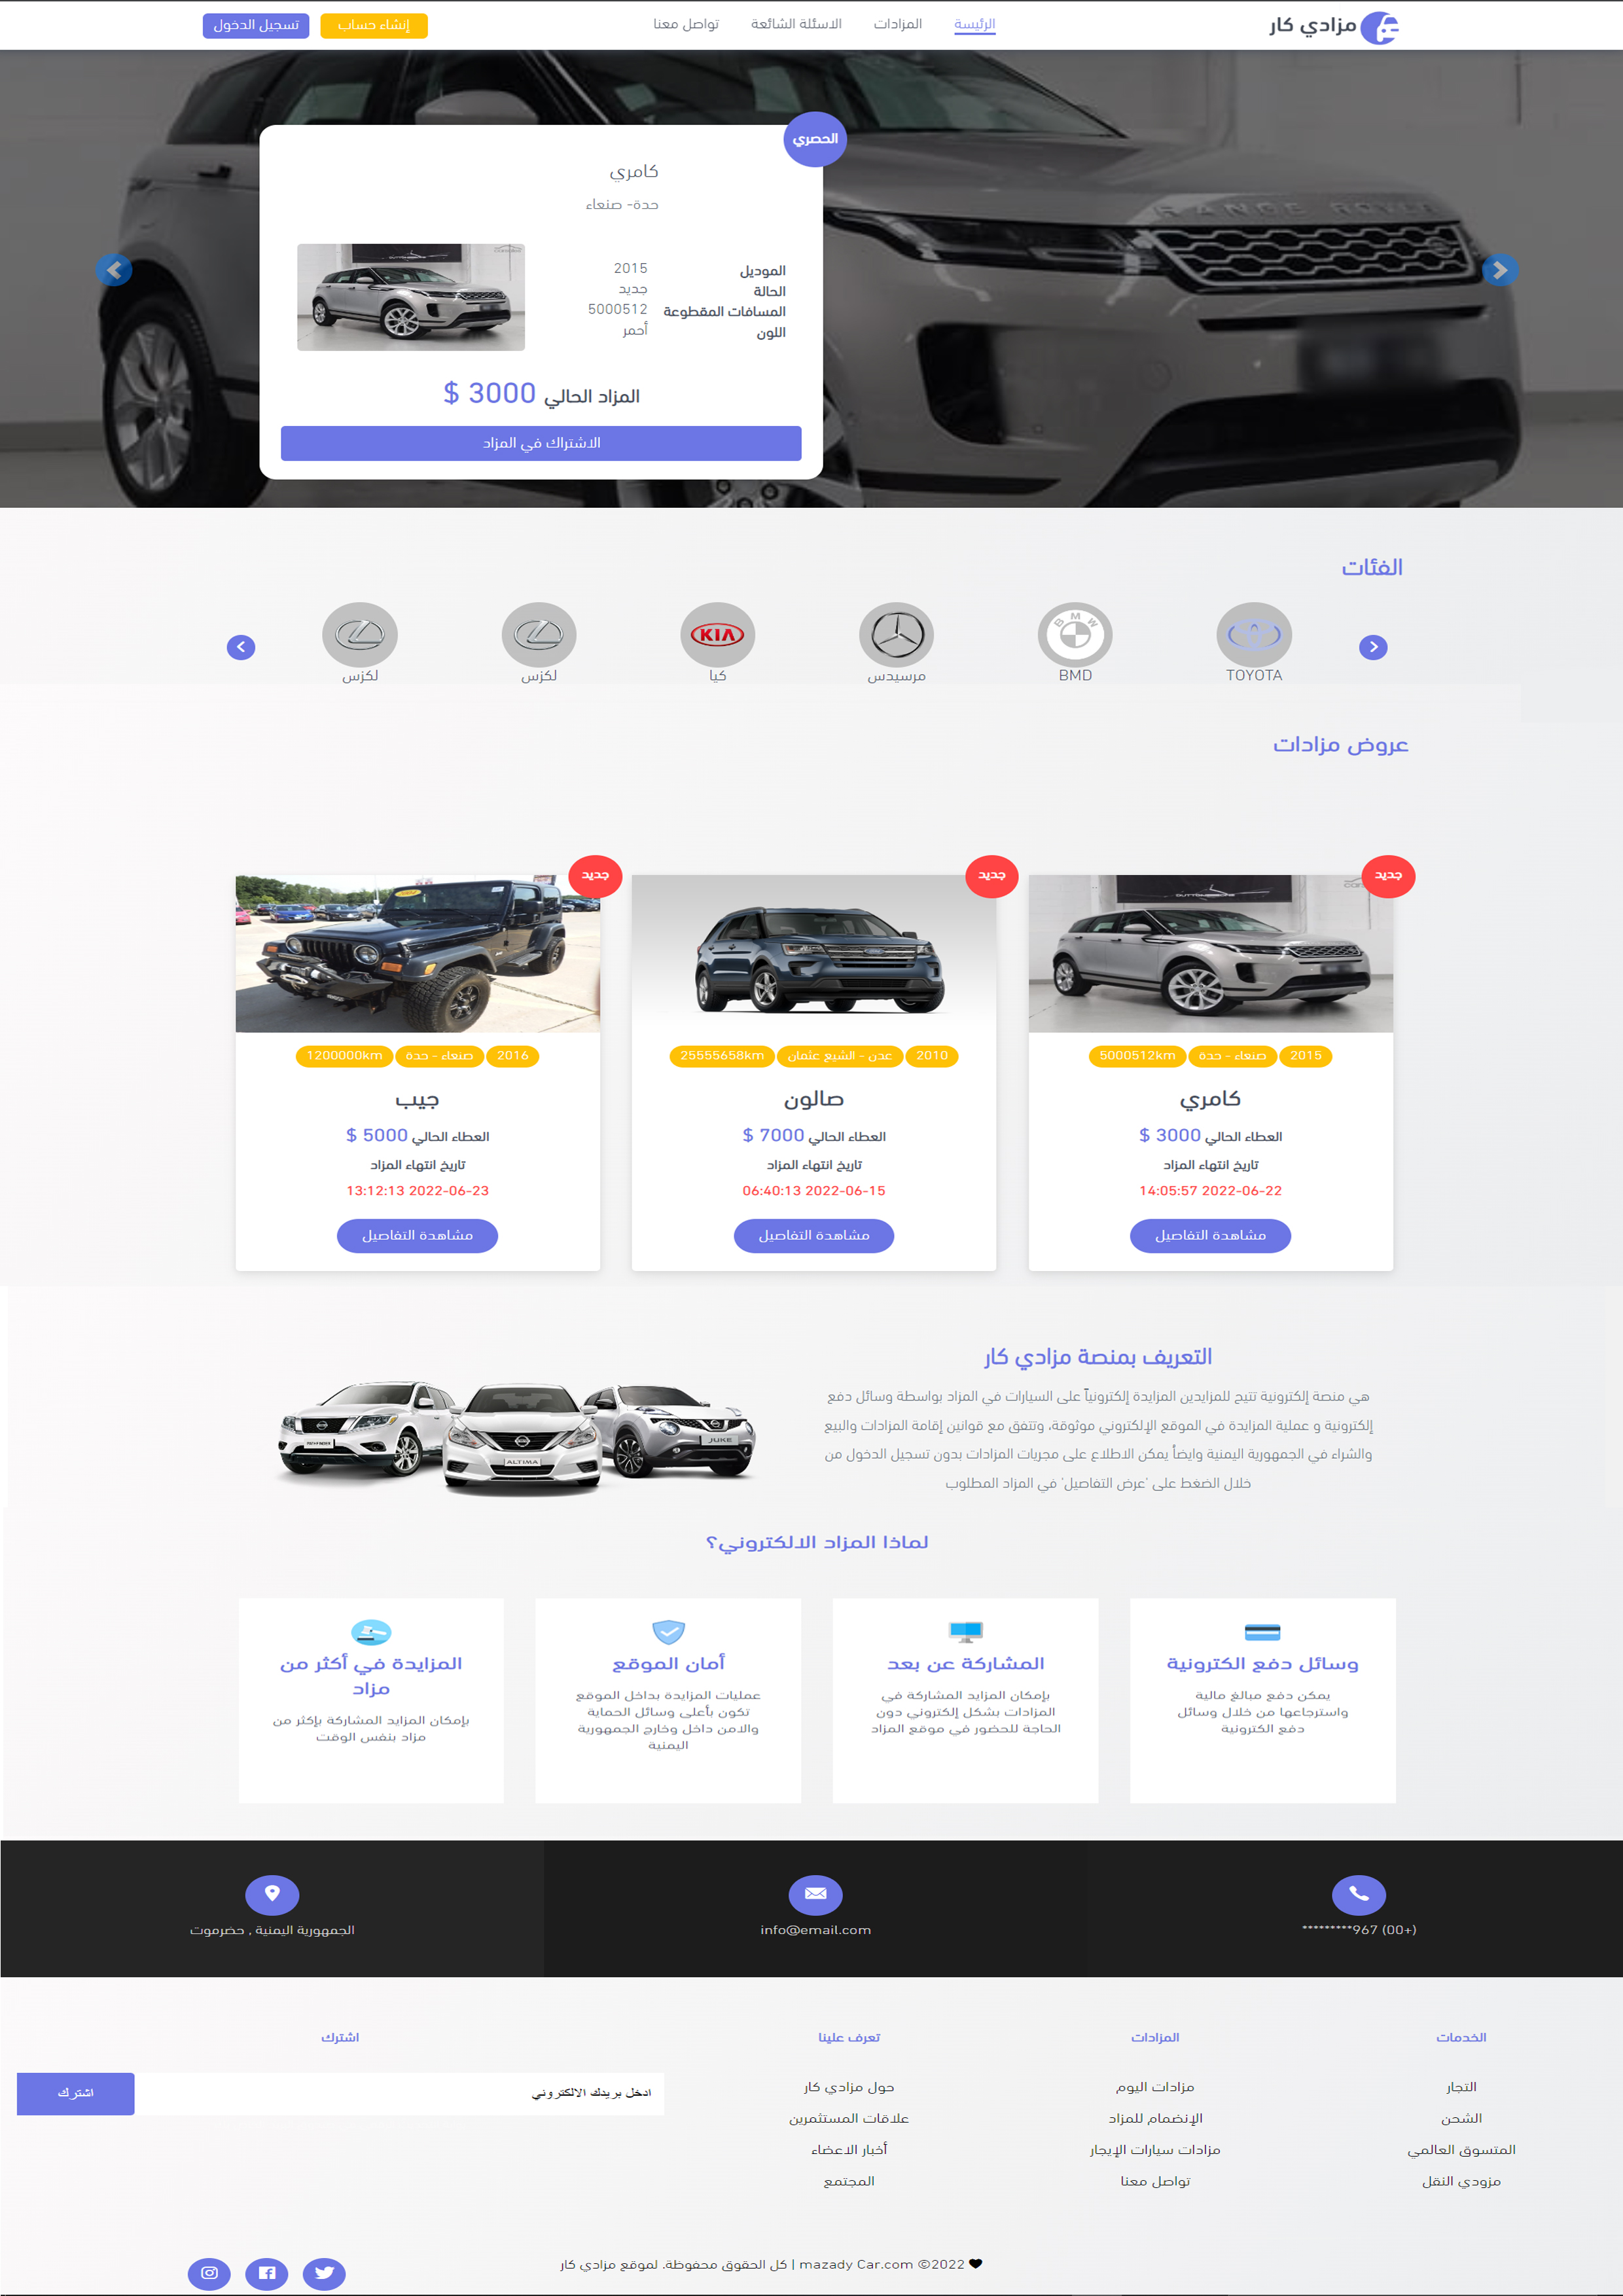 مزادي كار
الرئيسة
المزادات
الاسئلة الشائعة
تواصل معنا
إنشاء حساب
تسجيل الدخول
RANGE ROVER
الحصري
كامري
حدة- صنعاء
الموديل 2015
الحالة جديد
المسافات المقطوعة 5000512
اللون أحمر
المزاد الحالي 3000 $
الاشتراك في المزاد
الفئات
BMW
KIA
TOYOTA
BMD
مرسيدس
كيا
لكزس
لكزس
عروض مزادات
جديد
2015 صنعاء - حدة 5000512km
كامري
العطاء الحالي 3000 $
تاريخ انتهاء المزاد
2022-06-22 14:05:57
مشاهدة التفاصيل
جديد
2010 عدن - الشيع عثمان 25555658km
صالون
العطاء الحالي 7000 $
تاريخ انتهاء المزاد
2022-06-15 06:40:13
مشاهدة التفاصيل
جديد
2016 صنعاء - حدة 1200000km
جيب
العطاء الحالي 5000 $
تاريخ انتهاء المزاد
2022-06-23 13:12:13
مشاهدة التفاصيل
التعريف بمنصة مزادي كار
هي منصة إلكترونية تتيح للمزايدين المزايدة إلكترونياً على السيارات في المزاد بواسطة وسائل دفع
إلكترونية و عملية المزايدة في الموقع الإلكتروني موثوقة، وتتفق مع قوانين إقامة المزادات والبيع
والشراء في الجمهورية اليمنية وايضاً يمكن الاطلاع على مجريات المزادات بدون تسجيل الدخول من
خلال الضغط على 'عرض التفاصيل' في المزاد المطلوب
JUKE
ALTIMA
لماذا المزاد الالكتروني؟
وسائل دفع الكترونية
يمكن دفع مبالغ مالية
واسترجاعها من خلال وسائل
دفع الكترونية
المشاركة عن بعد
بإمكان المزايد المشاركة في
المزادات بشكل إلكتروني دون
الحاجة للحضور في موقع المزاد
أمان الموقع
عمليات المزايدة بداخل الموقع
تكون بأعلى وسائل الحماية
والامن داخل وخارج الجمهورية
اليمنية
المزايدة في أكثر من
مزاد
بإمكان المزايد المشاركة بإكثر من
مزاد بنفس الوقت
(+00) 967*********
info@email.com
الجمهورية اليمنية , حضرموت
الخدمات
التجار
الشحن
المتسوق العالمي
مزودي النقل
المزادات
مزادات اليوم
الإنضمام للمزاد
مزادات سيارات الإيجار
تواصل معنا
تعرف علينا
حول مزادي كار
علاقات المستثمرين
أخبار الاعضاء
المجتمع
اشترك
ادخل بريدك الالكتروني
اشترك
mazady Car.com ©2022 | كل الحقوق محفوظة. لموقع مزادي كار